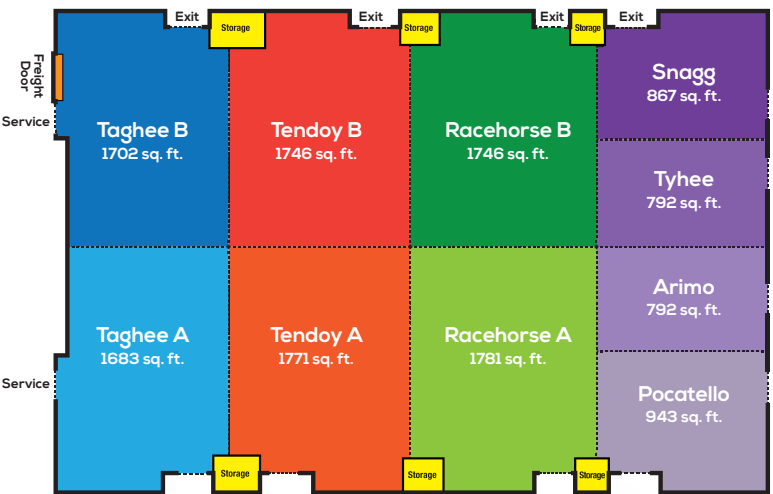 Exit
Exit
Exit
Exit
Storage
Storage
Storage
Freight
Door
Service
Taghee B
1702 sq. ft.
Tendoy B
1746 sq. ft.
Racehorse B
1746 sq. ft.
Snagg
867 sq. ft.
Tyhee
792 sq. ft.
Taghee A
1683 sq. ft.
Tendoy A
1771 sq. ft.
Racehorse A
1781 sq. ft.
Arimo
792 sq. ft.
Service
Pocatello
943 sq. ft.
Storage
Storage
Storage